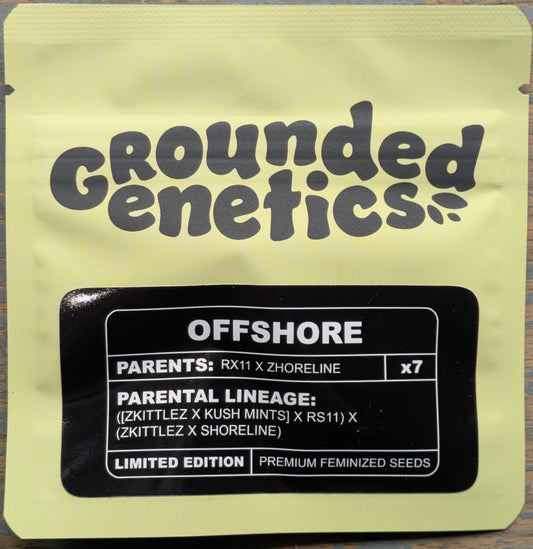 Grounded
Genetics
OFFSHORE
PARENTS: RX11 X ZHORELINE x7
PARENTAL LINEAGE:
([ZKITTLEZ X KUSH MINTS] X RS11) X
(ZKITTLEZ X SHORELINE)
LIMITED EDITION PREMIUM FEMINIZED SEEDS